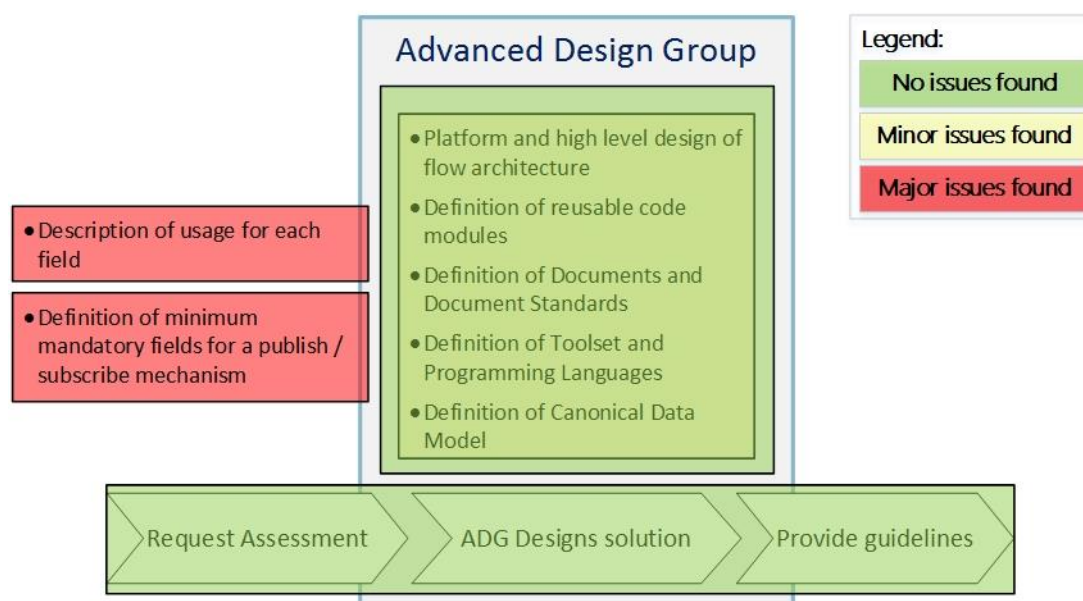 Advanced Design Group
Legend:
No issues found
Minor issues found
Major issues found
• Platform and high level design of
flow architecture
• Definition of reusable code
modules
• Definition of Documents and
Document Standards
• Definition of Toolset and
Programming Languages
• Definition of Canonical Data
Model
• Description of usage for each
field
• Definition of minimum
mandatory fields for a publish /
subscribe mechanism
Request Assessment
ADG Designs solution
Provide guidelines